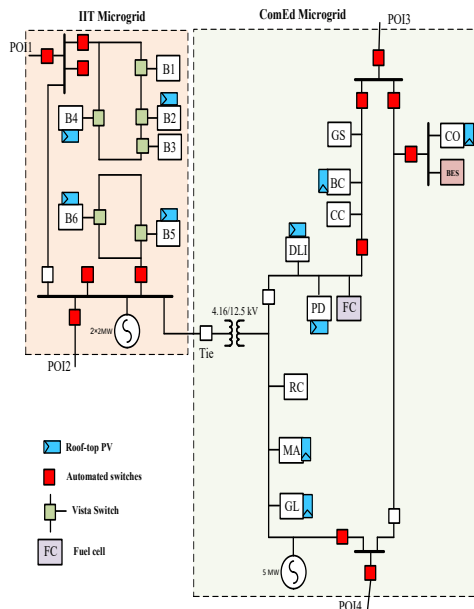 IIT Microgrid
ComEd Microgrid
POI1
POI3
B1
B2
B3
B4
GS
CO
BC
BES
CC
B6
B5
DLI
PD
FC
2×2MW
4.16/12.5 kV
Tie
POI2
RC
MA
GL
5 MW
POI4
Roof-top PV
Automated switches
Vista Switch
FC
Fuel cell